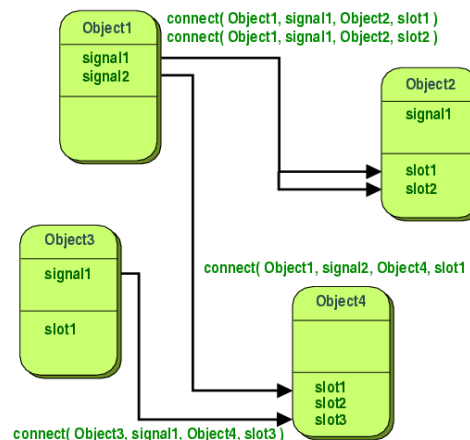 connect( Object1, signal1, Object2, slot1 )
connect( Object1, signal1, Object2, slot2 )
Object1
signal1
signal2
Object2
signal1
slot1
slot2
Object3
signal1
slot1
connect( Object1, signal2, Object4, slot1
Object4
slot1
slot2
slot3
connect( Object3, signal1, Object4, slot3 )